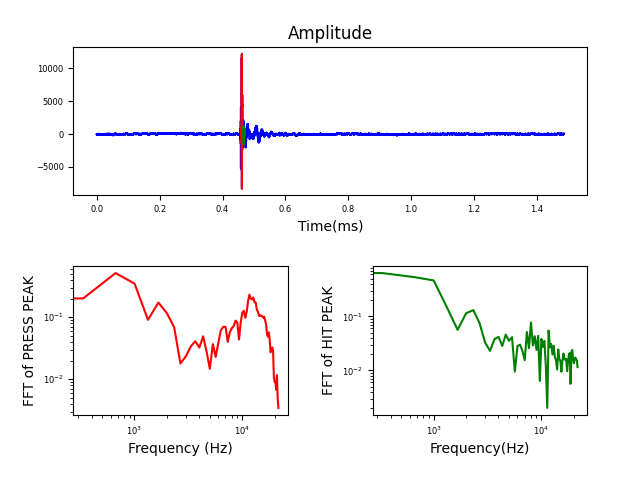 Amplitude
10000
5000
0
−5000
0.0 0.2 0.4 0.6 0.8 1.0 1.2 1.4
Time(ms)
FFT of PRESS PEAK
10⁻¹
10⁻²
10³ 10⁴
Frequency (Hz)
FFT of HIT PEAK
10⁻¹
10⁻²
10³ 10⁴
Frequency(Hz)